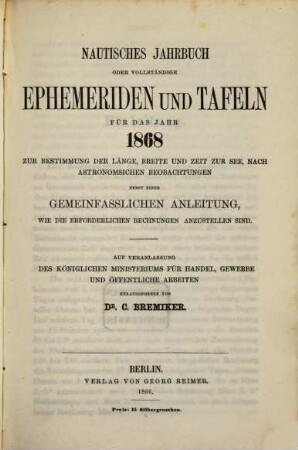 NAUTISCHES JAHRBUCH
ODER VOLLSTÄNDIGE
EPHEMERIDEN UND TAFELN
FÜR DAS JAHR
1868
ZUR BESTIMMUNG DER LÄNGE, BREITE UND ZEIT ZUR SEE, NACH
ASTRONOMSICHEN BEOBACHTUNGEN
NEBST EINER
GEMEINFASSLICHEN ANLEITUNG,
WIE DIE ERFORDERLICHEN RECHNUNGEN ANZUSTELLEN SIND.
AUF VERANLASSUNG
DES KÖNIGLICHEN MINISTERIUMS FÜR HANDEL, GEWERBE
UND ÖFFENTLICHE ARBEITEN
HERAUSGEGEBEN VON
DR. C. BREMIKER.
BERLIN.
VERLAG VON GEORG REIMER.
1866.
Preis: 15 Silbergroschen.